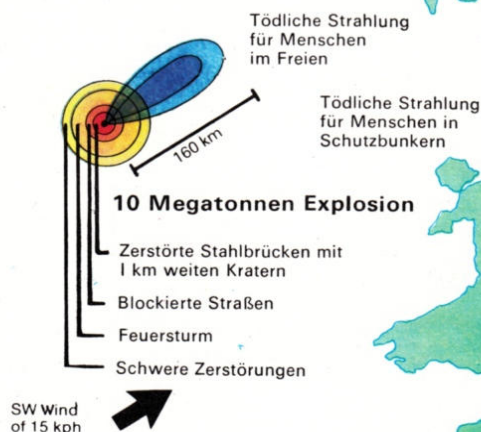 Tödliche Strahlung
für Menschen
im Freien
Tödliche Strahlung
für Menschen in
Schutzbunkern
160 km
10 Megatonnen Explosion
Zerstörte Stahlbrücken mit
I km weiten Kratern
Blockierte Straßen
Feuersturm
Schwere Zerstörungen
SW Wind
of 15 kph